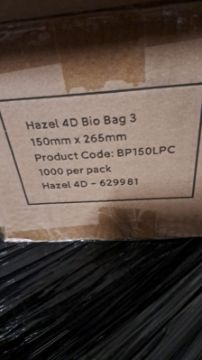 Hazel 4D Bio Bag 3
150mm x 265mm
Product Code: BP150LPC
1000 per pack
Hazel 4D - 629981